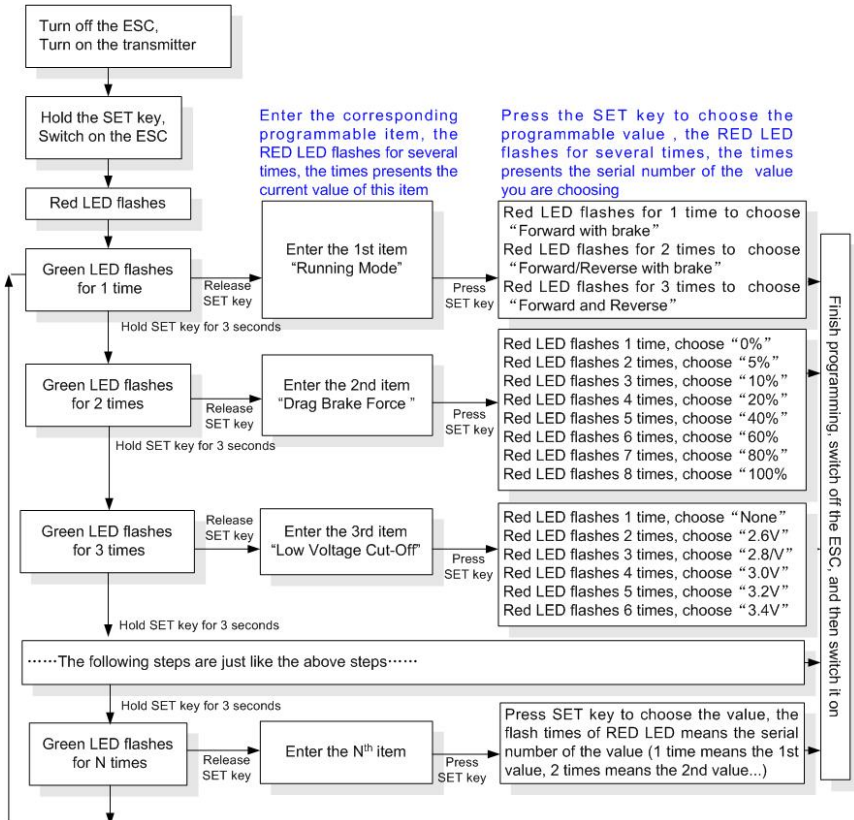 Turn off the ESC,
Turn on the transmitter
Hold the SET key,
Switch on the ESC
Enter the corresponding
programmable item, the
RED LED flashes for several
times, the times presents the
current value of this item
Press the SET key to choose the
programmable value , the RED LED
flashes for several times, the times
presents the serial number of the value
you are choosing
Red LED flashes
Green LED flashes
for 1 time
Release
SET key
Enter the 1st item
“Running Mode”
Press
SET key
Red LED flashes for 1 time to choose
“Forward with brake”
Red LED flashes for 2 times to choose
“Forward/Reverse with brake”
Red LED flashes for 3 times to choose
“Forward and Reverse”
Hold SET key for 3 seconds
Green LED flashes
for 2 times
Release
SET key
Enter the 2nd item
“Drag Brake Force ”
Press
SET key
Red LED flashes 1 time, choose “0%”
Red LED flashes 2 times, choose “5%”
Red LED flashes 3 times, choose “10%”
Red LED flashes 4 times, choose “20%”
Red LED flashes 5 times, choose “40%”
Red LED flashes 6 times, choose “60%
Red LED flashes 7 times, choose “80%”
Red LED flashes 8 times, choose “100%
Hold SET key for 3 seconds
Green LED flashes
for 3 times
Release
SET key
Enter the 3rd item
“Low Voltage Cut-Off”
Press
SET key
Red LED flashes 1 time, choose “None”
Red LED flashes 2 times, choose “2.6V”
Red LED flashes 3 times, choose “2.8/V”
Red LED flashes 4 times, choose “3.0V”
Red LED flashes 5 times, choose “3.2V”
Red LED flashes 6 times, choose “3.4V”
Hold SET key for 3 seconds
······The following steps are just like the above steps······
Hold SET key for 3 seconds
Green LED flashes
for N times
Release
SET key
Enter the Nth item
Press
SET key
Press SET key to choose the value, the
flash times of RED LED means the serial
number of the value (1 time means the 1st
value, 2 times means the 2nd value...)
Finish programming, switch off the ESC, and then switch it on